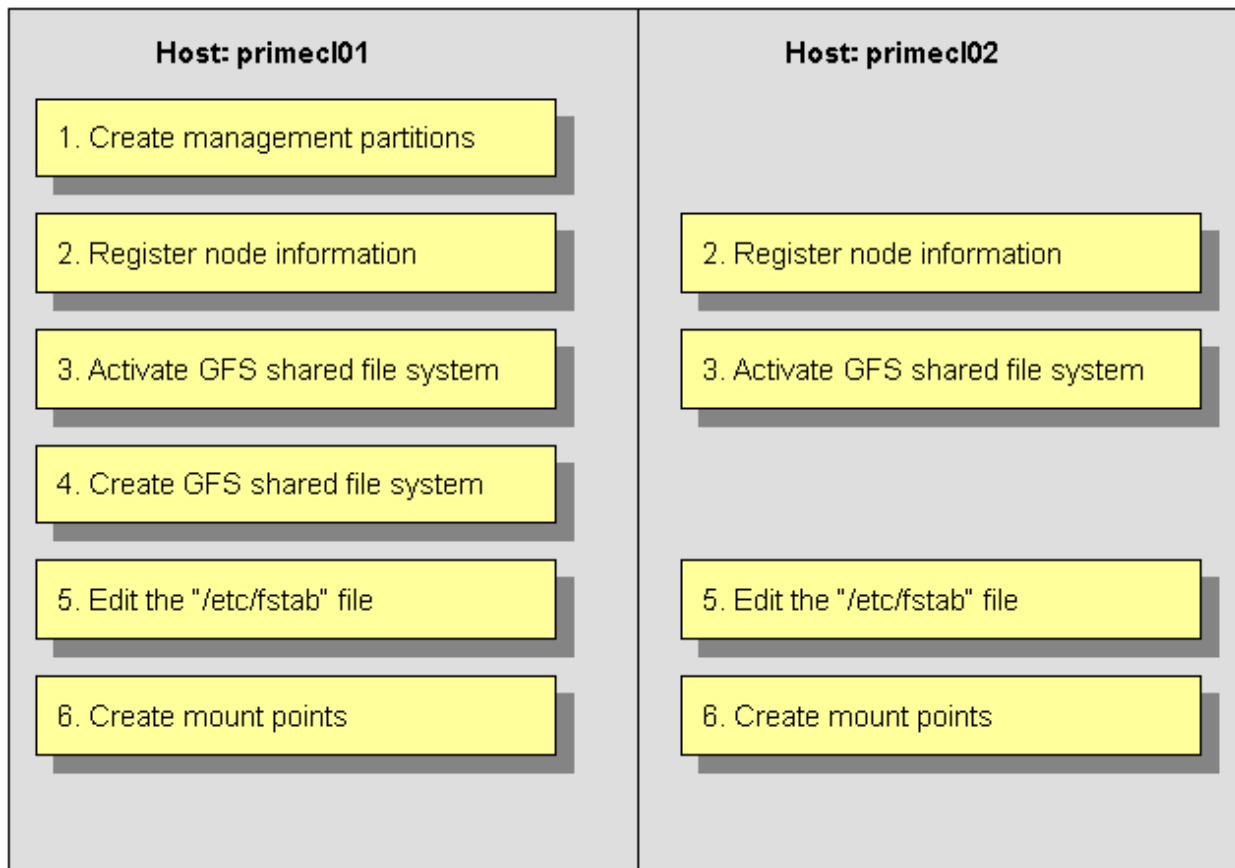 Host: primecl01
1. Create management partitions
2. Register node information
3. Activate GFS shared file system
4. Create GFS shared file system
5. Edit the "/etc/fstab" file
6. Create mount points
Host: primecl02
2. Register node information
3. Activate GFS shared file system
5. Edit the "/etc/fstab" file
6. Create mount points